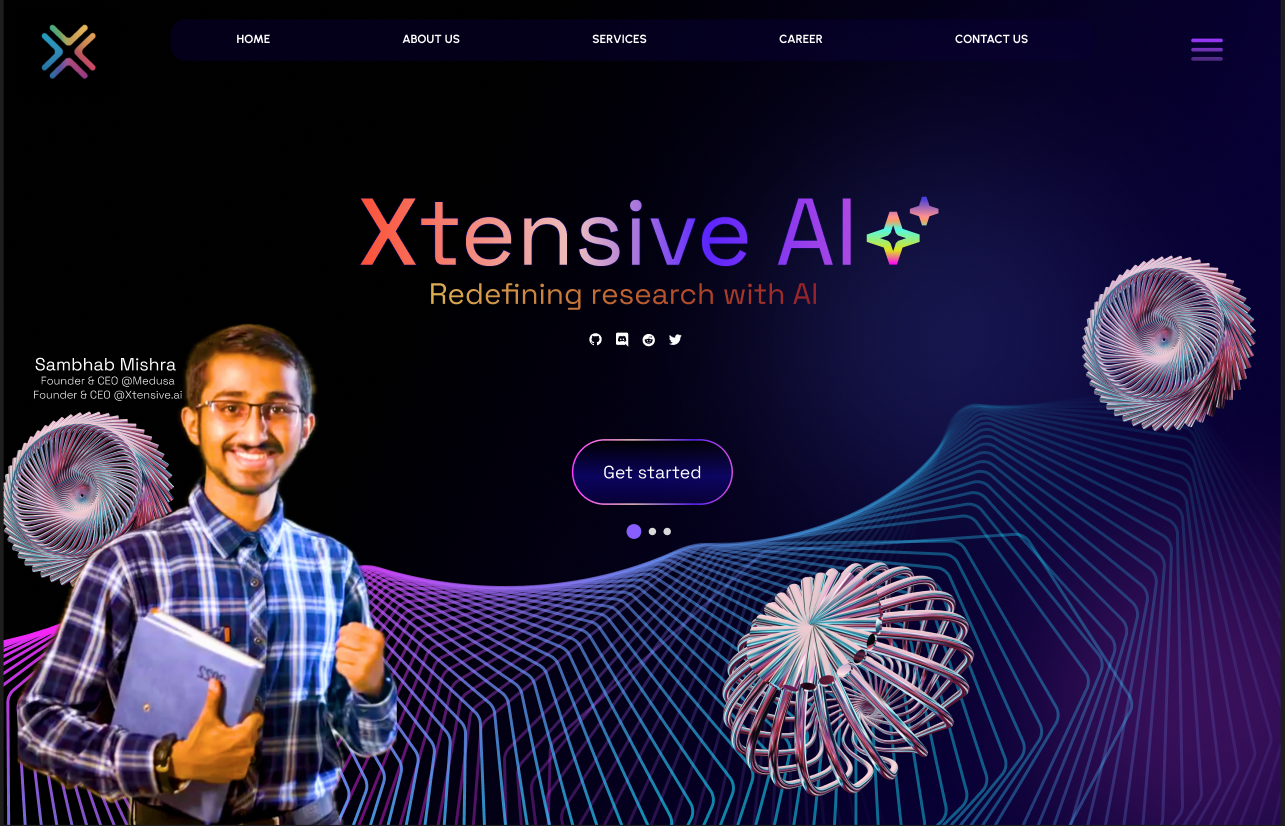 HOME ABOUT US SERVICES CAREER CONTACT US
Xtensive AI
Redefining research with AI
Sambhab Mishra
Founder & CEO @Medusa
Founder & CEO @Xtensive.ai
Get started